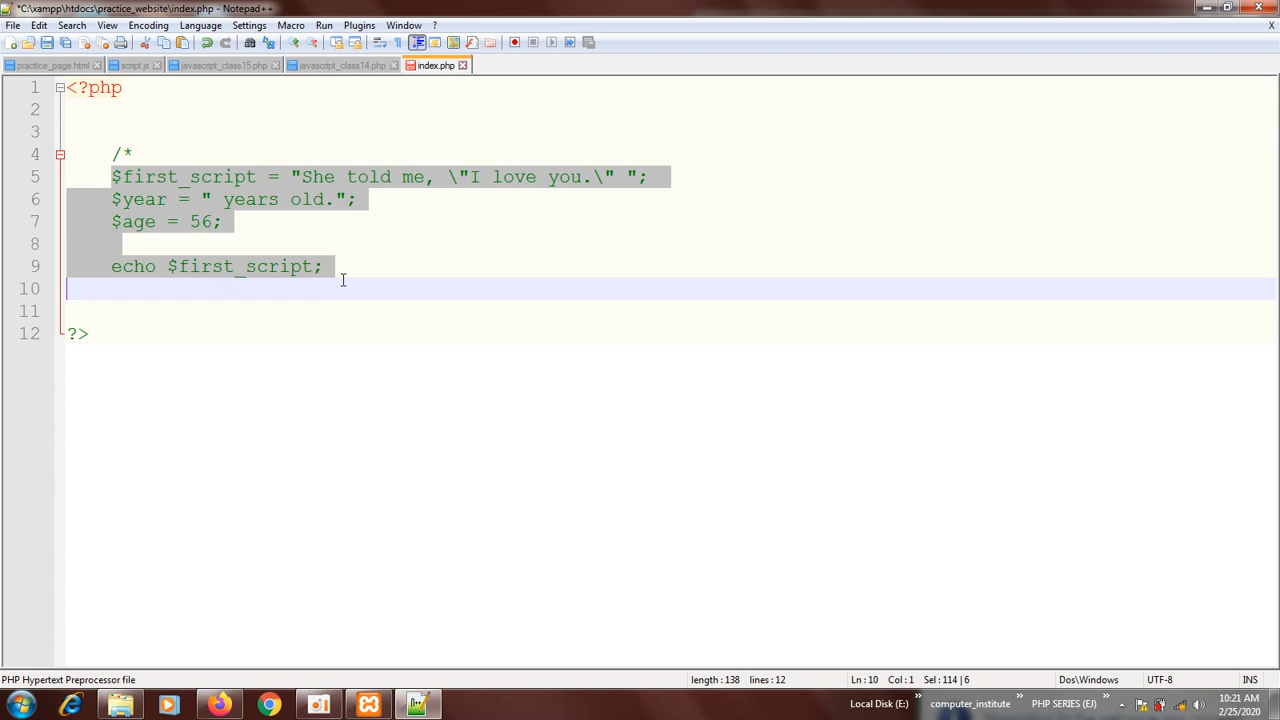 *C:\xampp\htdocs\practice_website\index.php - Notepad++
File Edit Search View Encoding Language Settings Macro Run Plugins Window ? X
practice_page.html script.js javascript_class15.php javascript_class14.php index.php
1 <?php
2
3
4 /*
5 $first_script = "She told me, \"I love you.\" ";
6 $year = " years old.";
7 $age = 56;
8
9 echo $first_script;
10
11
12 ?>
PHP Hypertext Preprocessor file length : 138 lines : 12 Ln : 10 Col : 1 Sel : 114 | 6 Dos\Windows UTF-8 INS
Local Disk (E:) » computer_institute » PHP SERIES (EJ) » 10:21 AM
2/25/2020